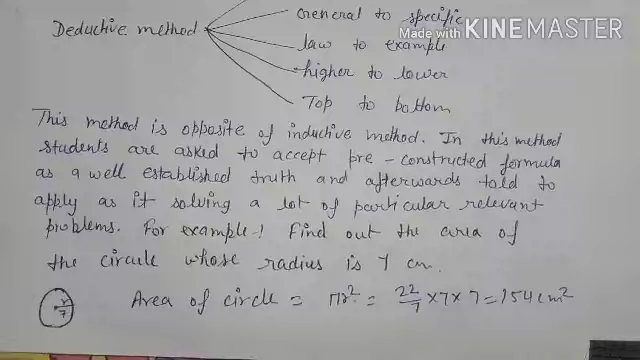 General to specific
Made with KINEMASTER
Deductive method
law to example
higher to lower
Top to bottom
This method is opposite of inductive method. In this method
students are asked to accept pre-constructed formula
as a well established truth and afterwards told to
apply as it solving a lot of particular relevant
problems. For example-! Find out the area of
the circule whose radius is 7 cm.
r
7
Area of circle = πr² = 22/7 ×7×7=154cm²